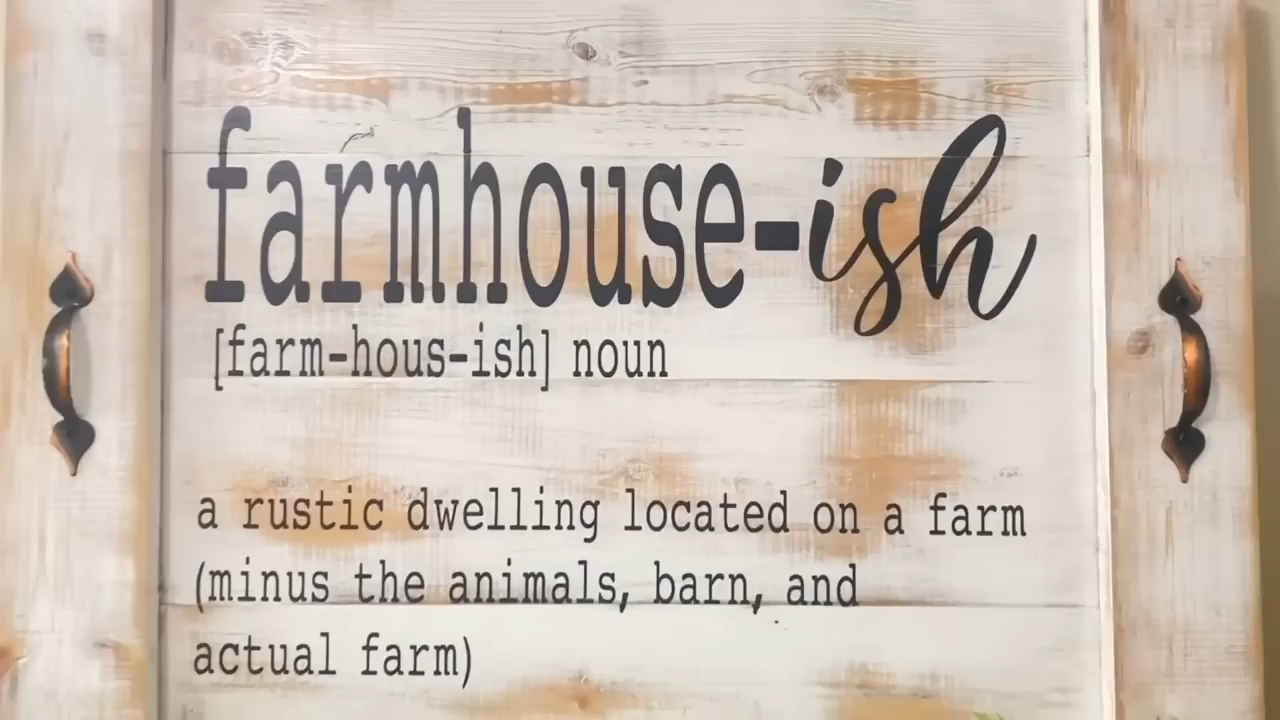 farmhouse-ish
[farm-hous-ish] noun
a rustic dwelling located on a farm
(minus the animals, barn, and
actual farm)